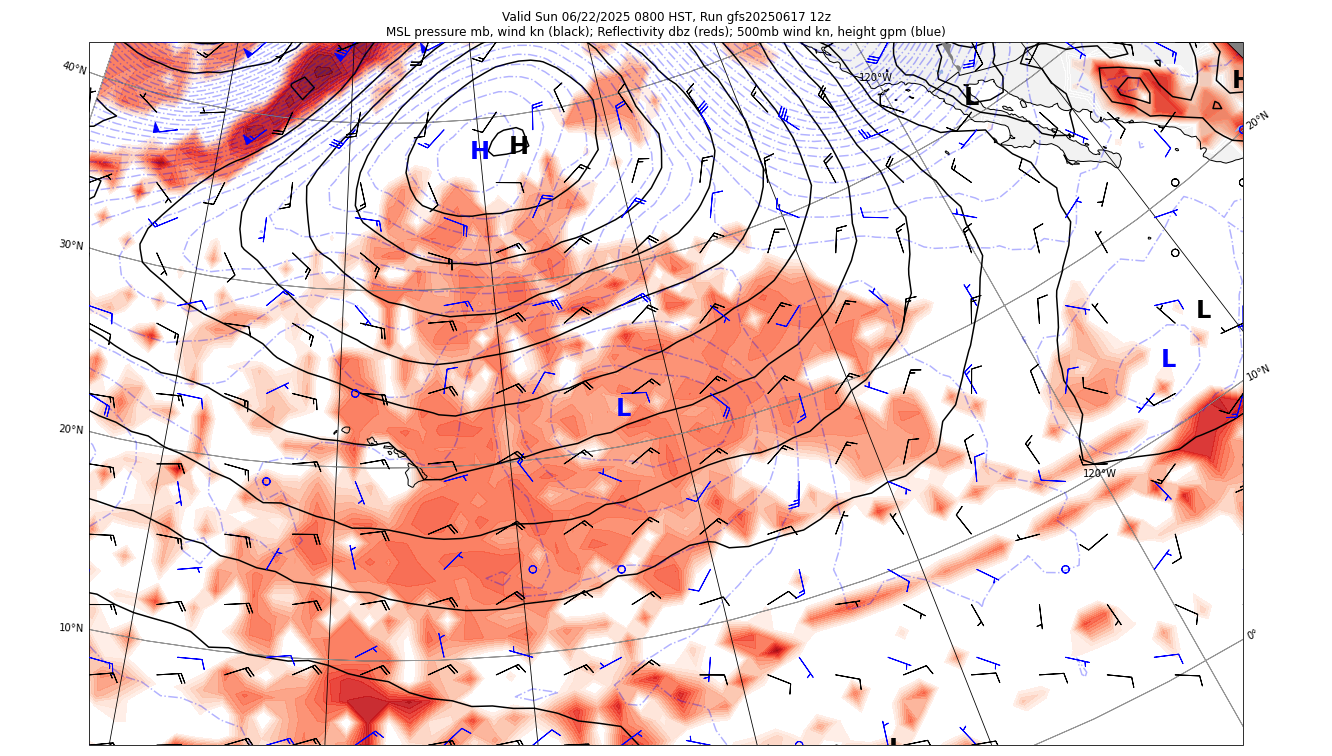 Valid Sun 06/22/2025 0800 HST, Run gfs20250617 12z
MSL pressure mb, wind kn (black); Reflectivity dbz (reds); 500mb wind kn, height gpm (blue)
40°N
120°W
L
H
20°N
H
H
30°N
L
L
10°N
20°N
L
120°W
10°N
0°